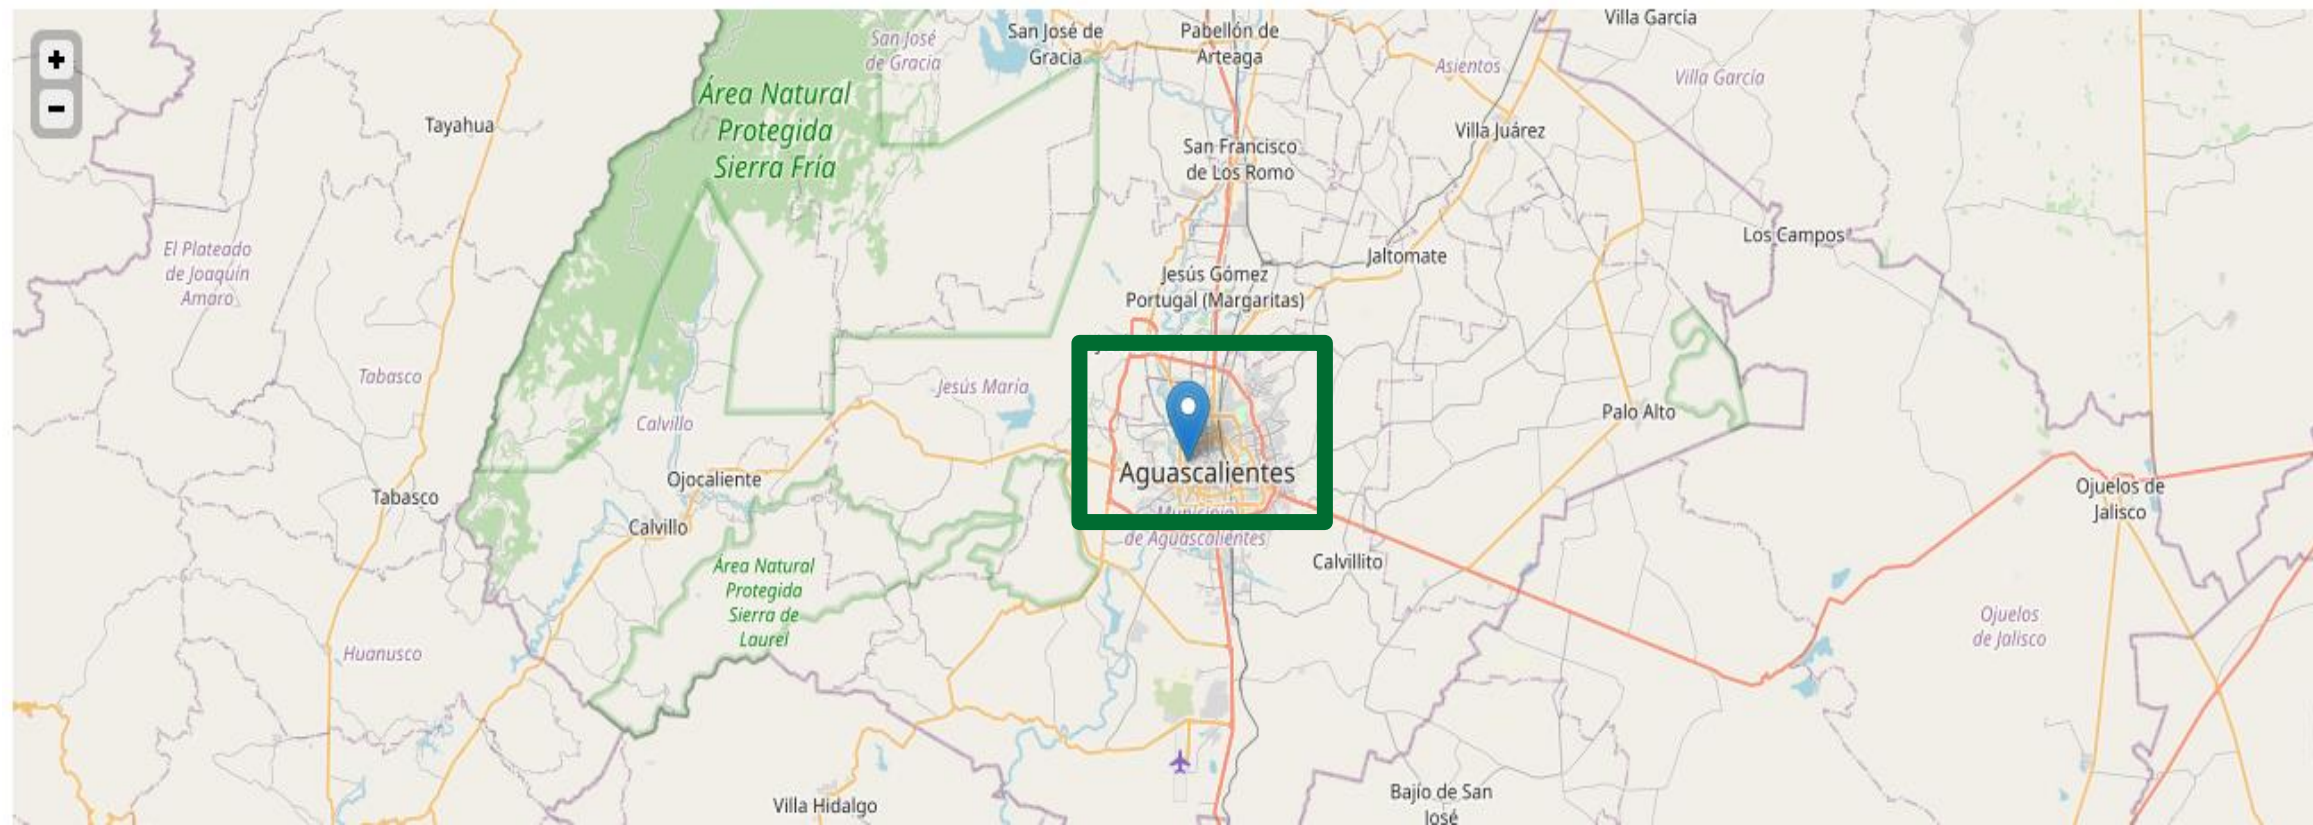 +
-
San José
de Gracia
San José de
Gracia
Pabellón de
Arteaga
Asientos
Villa García
Villa García
Área Natural
Protegida
Sierra Fría
Tayahua
San Francisco
de Los Romo
Villa Juárez
El Plateado
de Joaquín
Amaro
Los Campos
Jaltomate
Jesús Gómez
Portugal (Margaritas)
Tabasco
Jesús María
Calvillo
Palo Alto
Aguascalientes
Ojocaliente
Tabasco
Calvillo
Ojuelos de
Jalisco
Municipio
de Aguascalientes
Calvillito
Área Natural
Protegida
Sierra de
Laurel
Huanusco
Ojuelos
de Jalisco
Villa Hidalgo
Bajío de San
José